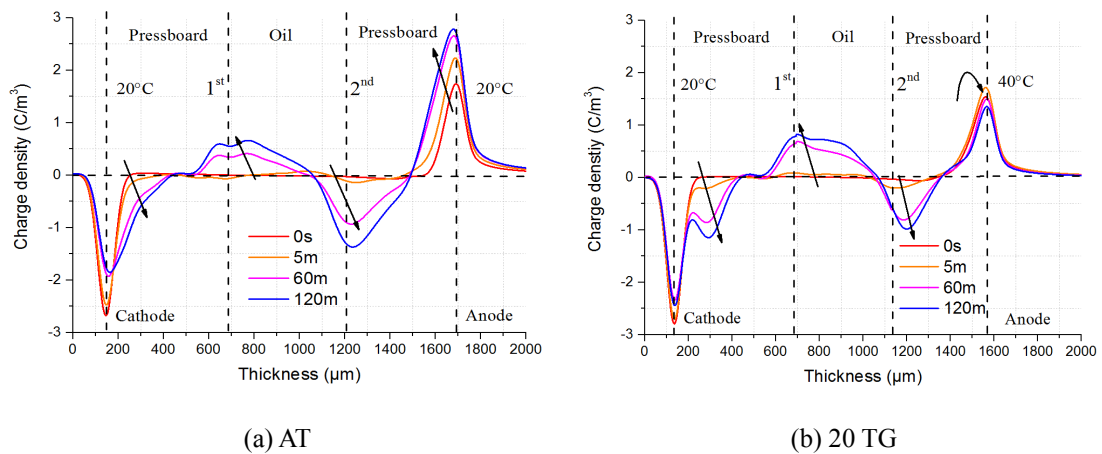 Pressboard Oil Pressboard
20°C 1st 2nd 20°C
Charge density (C/m³)
3
2
1
0
-1
-2
-3
0s
5m
60m
120m
Cathode Anode
0 200 400 600 800 1000 1200 1400 1600 1800 2000
Thickness (μm)
(a) AT
Pressboard Oil Pressboard
20°C 1st 2nd 40°C
Charge density (C/m³)
3
2
1
0
-1
-2
-3
0s
5m
60m
120m
Cathode Anode
0 200 400 600 800 1000 1200 1400 1600 1800 2000
Thickness (μm)
(b) 20 TG